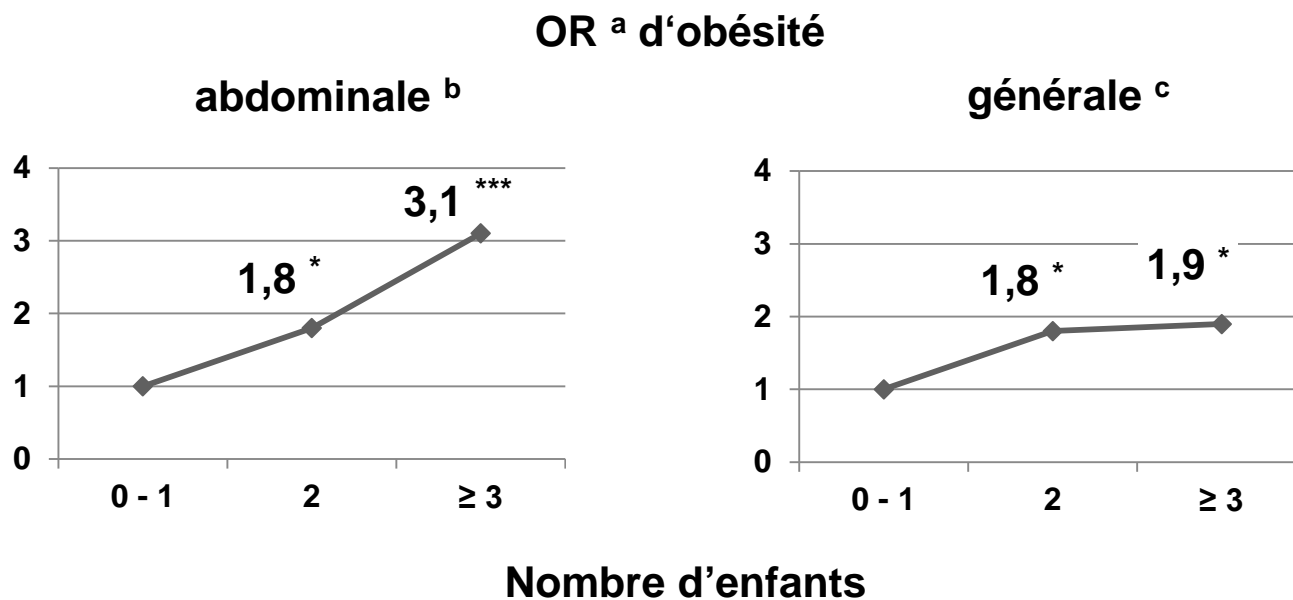 OR ᵃ d‘obésité
abdominale ᵇ
générale ᶜ
4
3
2
1
0
1,8 *
3,1 ***
0 - 1 2 ≥ 3
4
3
2
1
0
1,8 *
1,9 *
0 - 1 2 ≥ 3
Nombre d’enfants